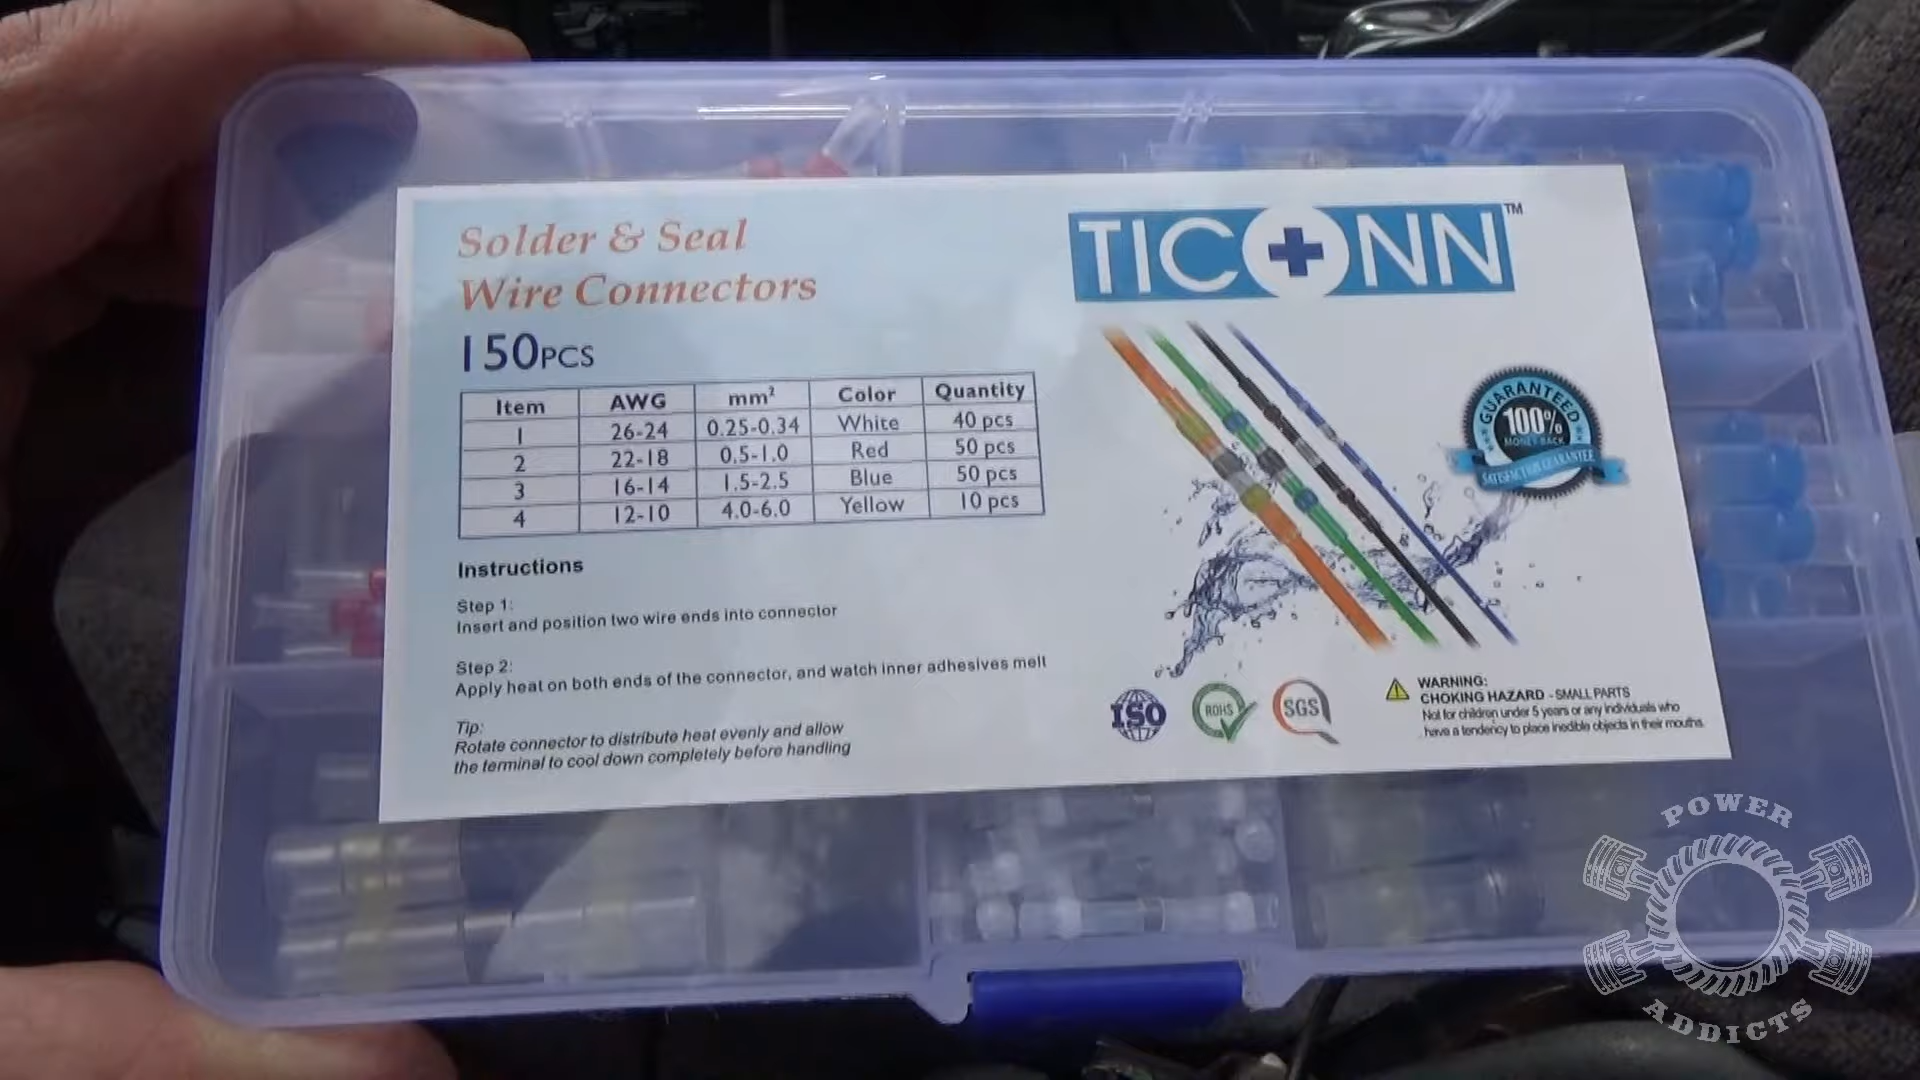 Solder & Seal
Wire Connectors
150PCS
Item AWG mm² Color Quantity
1 26-24 0.25-0.34 White 40 pcs
2 22-18 0.5-1.0 Red 50 pcs
3 16-14 1.5-2.5 Blue 50 pcs
4 12-10 4.0-6.0 Yellow 10 pcs
Instructions
Step 1:
Insert and position two wire ends into connector
Step 2:
Apply heat on both ends of the connector, and watch inner adhesives melt
Tip:
Rotate connector to distribute heat evenly and allow
the terminal to cool down completely before handling
TICONN™
GUARANTEED
100%
MONEY BACK
SATISFACTION GUARANTEE
ISO
ROHS
SGS
WARNING:
CHOKING HAZARD - SMALL PARTS
Not for children under 5 years or any individuals who
have a tendency to place inedible objects in their mouths.
POWER
ADDICTS